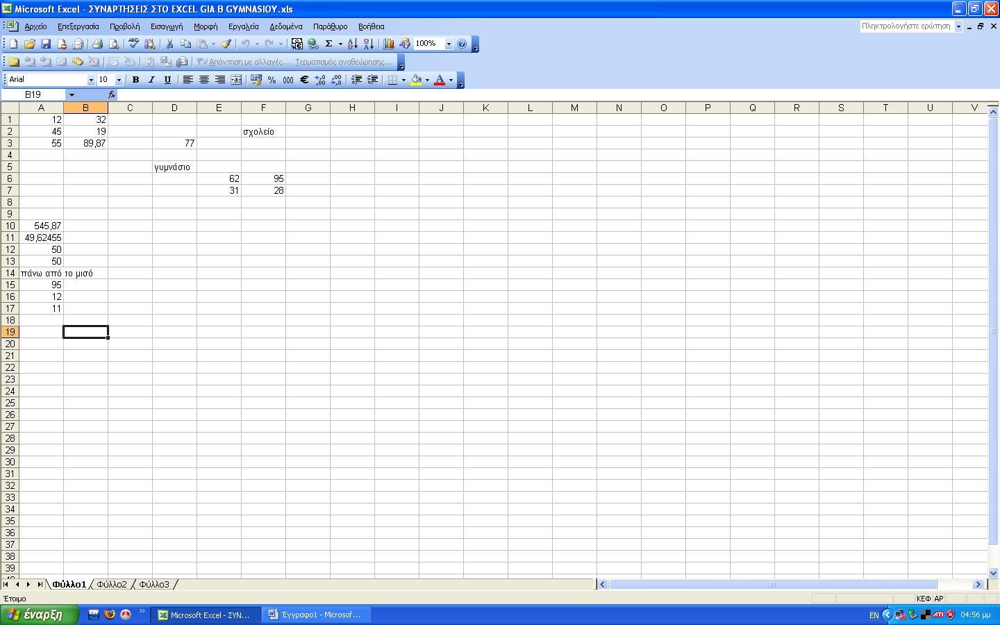 Microsoft Excel - ΣΥΝΑΡΤΗΣΕΙΣ ΣΤΟ EXCEL GIA B GYMNASIOY.xls
Αρχείο Επεξεργασία Προβολή Εισαγωγή Μορφή Εργαλεία Δεδομένα Παράθυρο Βοήθεια Πληκτρολογήστε ερώτηση
100%
Απάντηση με αλλαγές... Τερματισμός αναθεώρησης...
Arial 10 B I U % 000 €
B19 fx
A B C D E F G H I J K L M N O P Q R S T U V
1 12 32
2 45 19 σχολείο
3 55 89,87 77
4
5 γυμνάσιο
6 62 95
7 31 28
8
9
10 545,87
11 49,62455
12 50
13 50
14 πάνω από το μισό
15 95
16 12
17 11
18
19
20
21
22
23
24
25
26
27
28
29
30
31
32
33
34
35
36
37
38
39
Φύλλο1 Φύλλο2 Φύλλο3
Έτοιμο ΚΕΦ ΑΡ
έναρξη Microsoft Excel - ΣΥΝ... Έγγραφο1 - Microsof... EN ATI 04:56 μμ